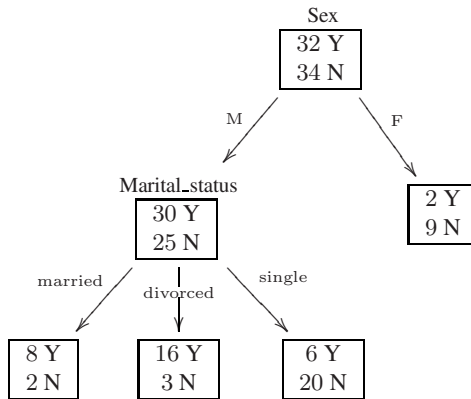 Sex
32 Y
34 N
M
F
Marital_status
30 Y
25 N
2 Y
9 N
married
divorced
single
8 Y
2 N
16 Y
3 N
6 Y
20 N